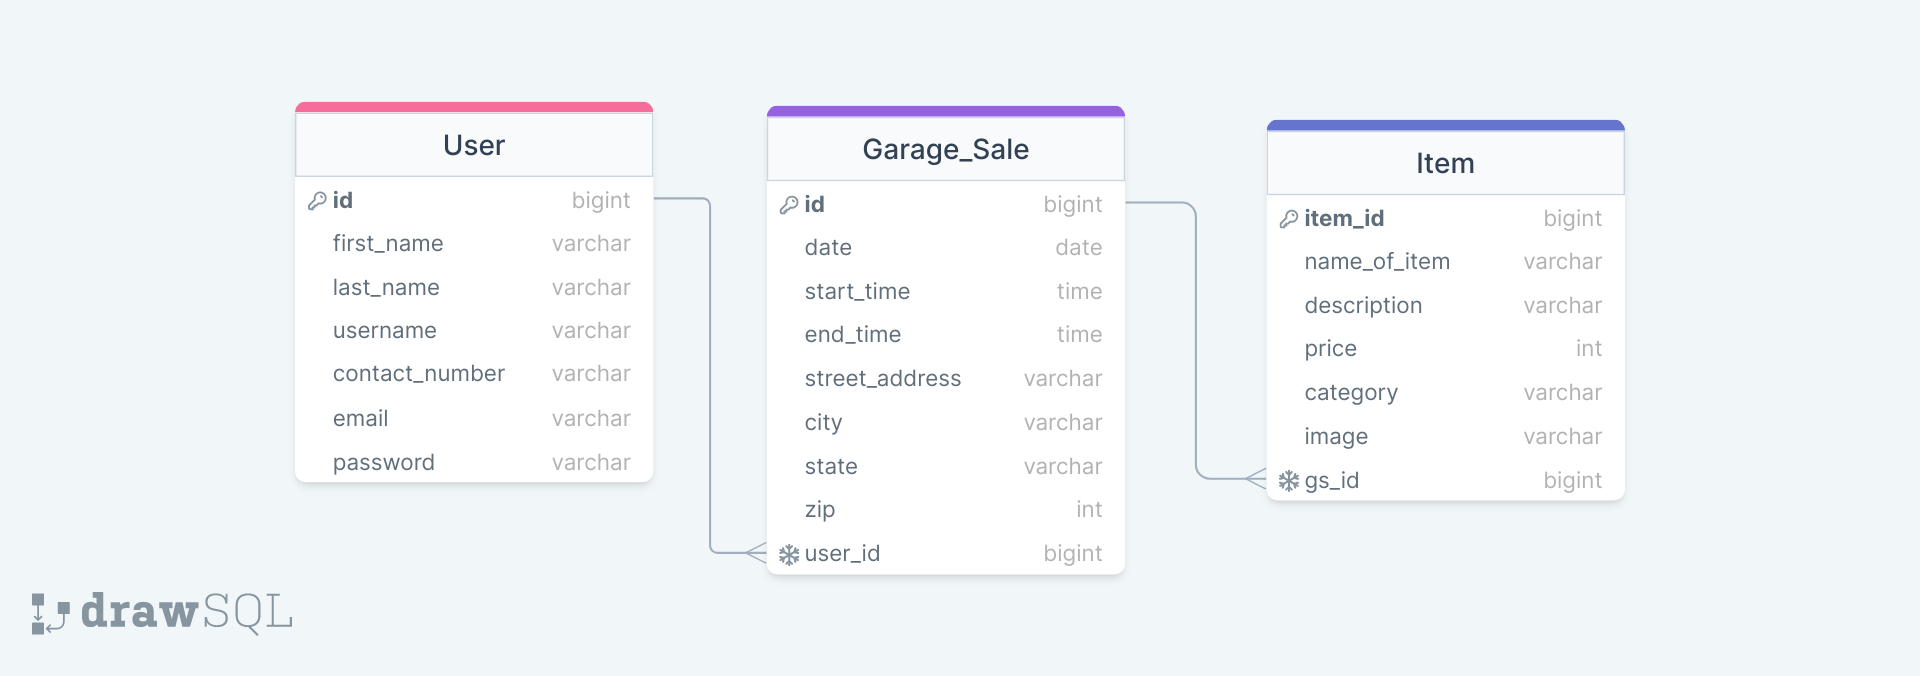 User
id bigint
first_name varchar
last_name varchar
username varchar
contact_number varchar
email varchar
password varchar
Garage_Sale
id bigint
date date
start_time time
end_time time
street_address varchar
city varchar
state varchar
zip int
user_id bigint
Item
item_id bigint
name_of_item varchar
description varchar
price int
category varchar
image varchar
gs_id bigint
drawSQL